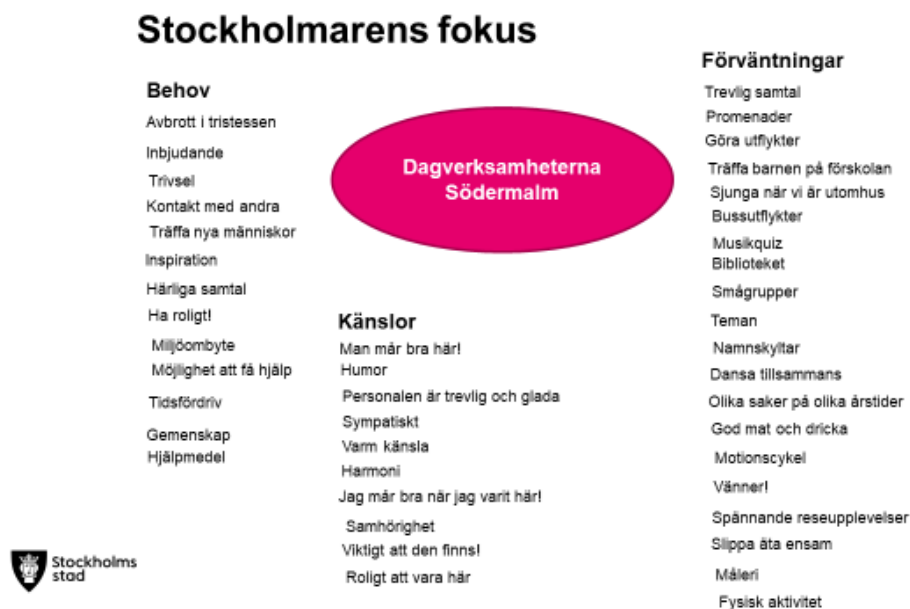 Stockholmarens fokus
Behov
Avbrott i tristessen
Inbjudande
Trivsel
Kontakt med andra
Träffa nya människor
Inspiration
Härliga samtal
Ha roligt!
Miljöombyte
Möjlighet att få hjälp
Tidsfördriv
Gemenskap
Hjälpmedel
Dagverksamheterna
Södermalm
Känslor
Man mår bra här!
Humor
Personalen är trevlig och glada
Sympatiskt
Varm känsla
Harmoni
Jag mår bra när jag varit här!
Samhörighet
Viktigt att den finns!
Roligt att vara här
Förväntningar
Trevlig samtal
Promenader
Göra utflykter
Träffa barnen på förskolan
Sjunga när vi är utomhus
Bussutflykter
Musikquiz
Biblioteket
Smågrupper
Teman
Namnskyltar
Dansa tillsammans
Olika saker på olika årstider
God mat och dricka
Motionscykel
Vänner!
Spännande reseupplevelser
Slippa äta ensam
Måleri
Fysisk aktivitet
Stockholms
stad